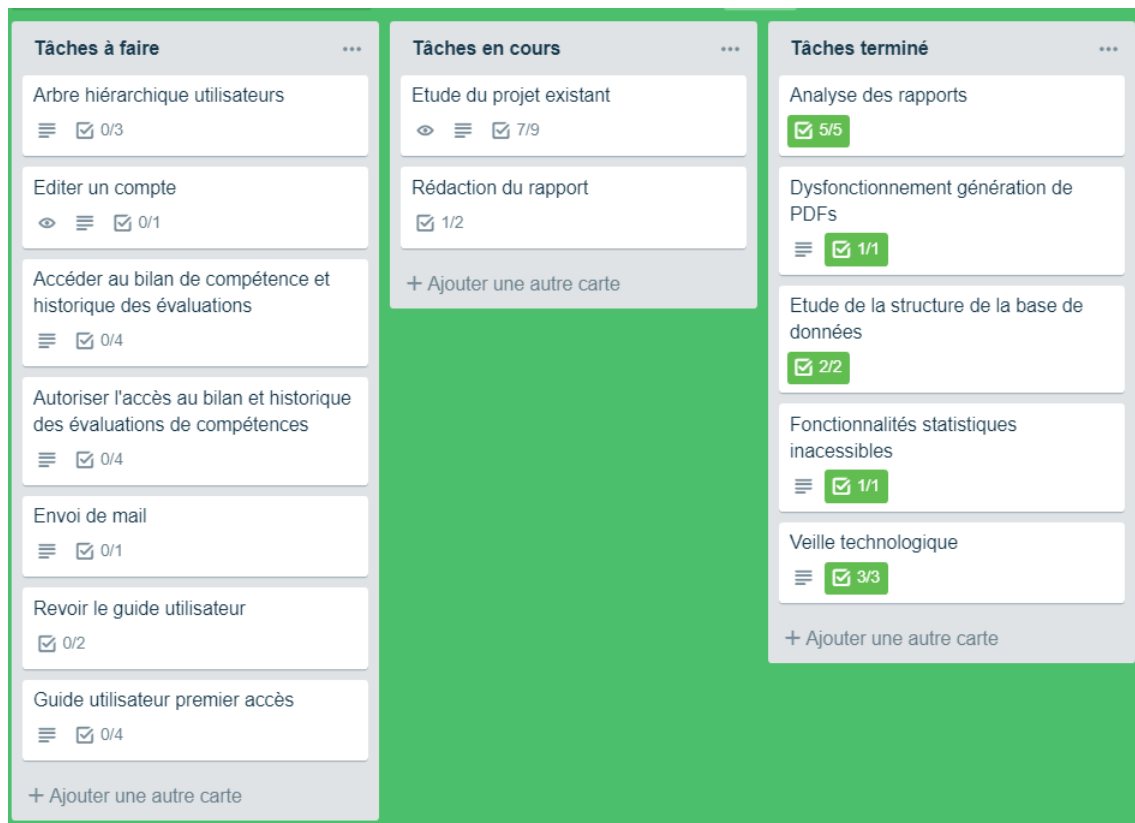 Tâches à faire
Arbre hiérarchique utilisateurs
0/3
Editer un compte
0/1
Accéder au bilan de compétence et
historique des évaluations
0/4
Autoriser l'accès au bilan et historique
des évaluations de compétences
0/4
Envoi de mail
0/1
Revoir le guide utilisateur
0/2
Guide utilisateur premier accès
0/4
+ Ajouter une autre carte
Tâches en cours
Etude du projet existant
7/9
Rédaction du rapport
1/2
+ Ajouter une autre carte
Tâches terminé
Analyse des rapports
5/5
Dysfonctionnement génération de
PDFs
1/1
Etude de la structure de la base de
données
2/2
Fonctionnalités statistiques
inacessibles
1/1
Veille technologique
3/3
+ Ajouter une autre carte